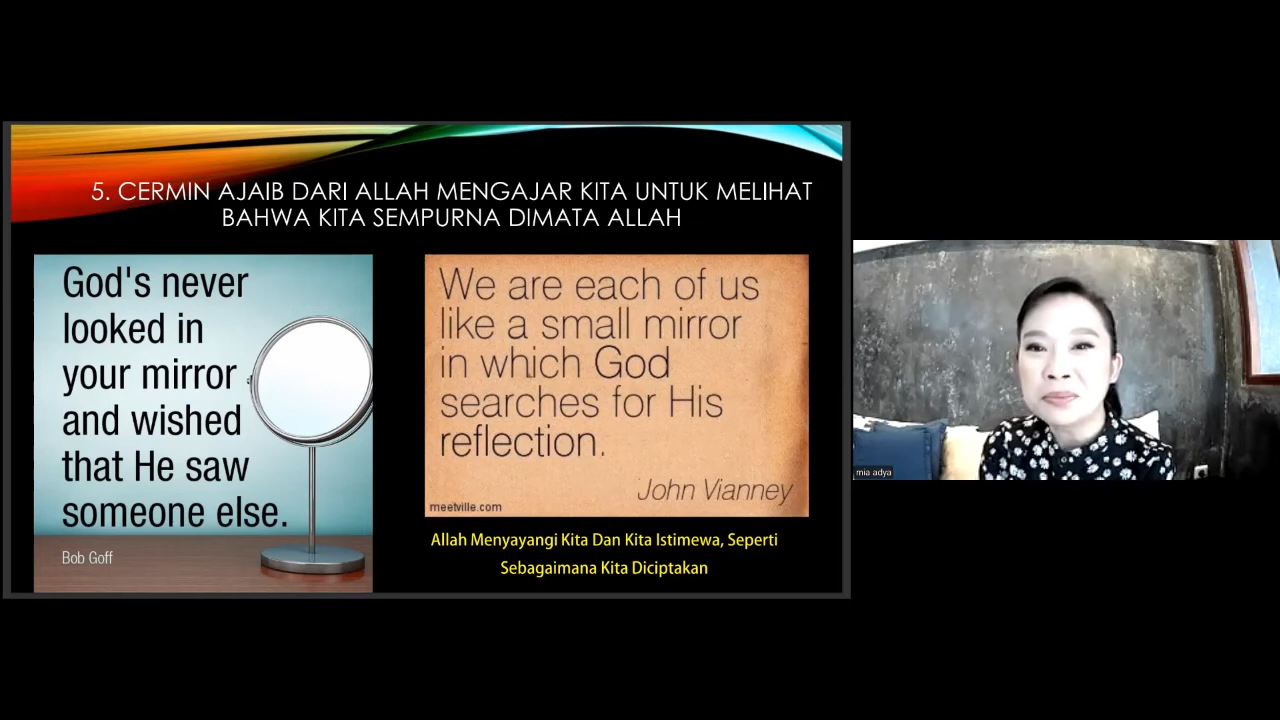 5. CERMIN AJAIB DARI ALLAH MENGAJAR KITA UNTUK MELIHAT
BAHWA KITA SEMPURNA DIMATA ALLAH
God's never
looked in
your mirror
and wished
that He saw
someone else.
Bob Goff
We are each of us
like a small mirror
in which God
searches for His
reflection.
John Vianney
meetville.com
Allah Menyayangi Kita Dan Kita Istimewa, Seperti
Sebagaimana Kita Diciptakan
mia adya